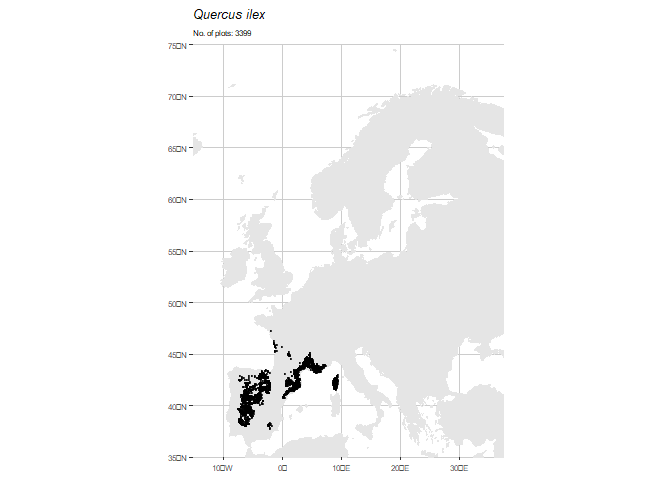 Quercus ilex
No. of plots: 3399
75□N
70□N
65□N
60□N
55□N
50□N
45□N
40□N
35□N
10□W 0□ 10□E 20□E 30□E